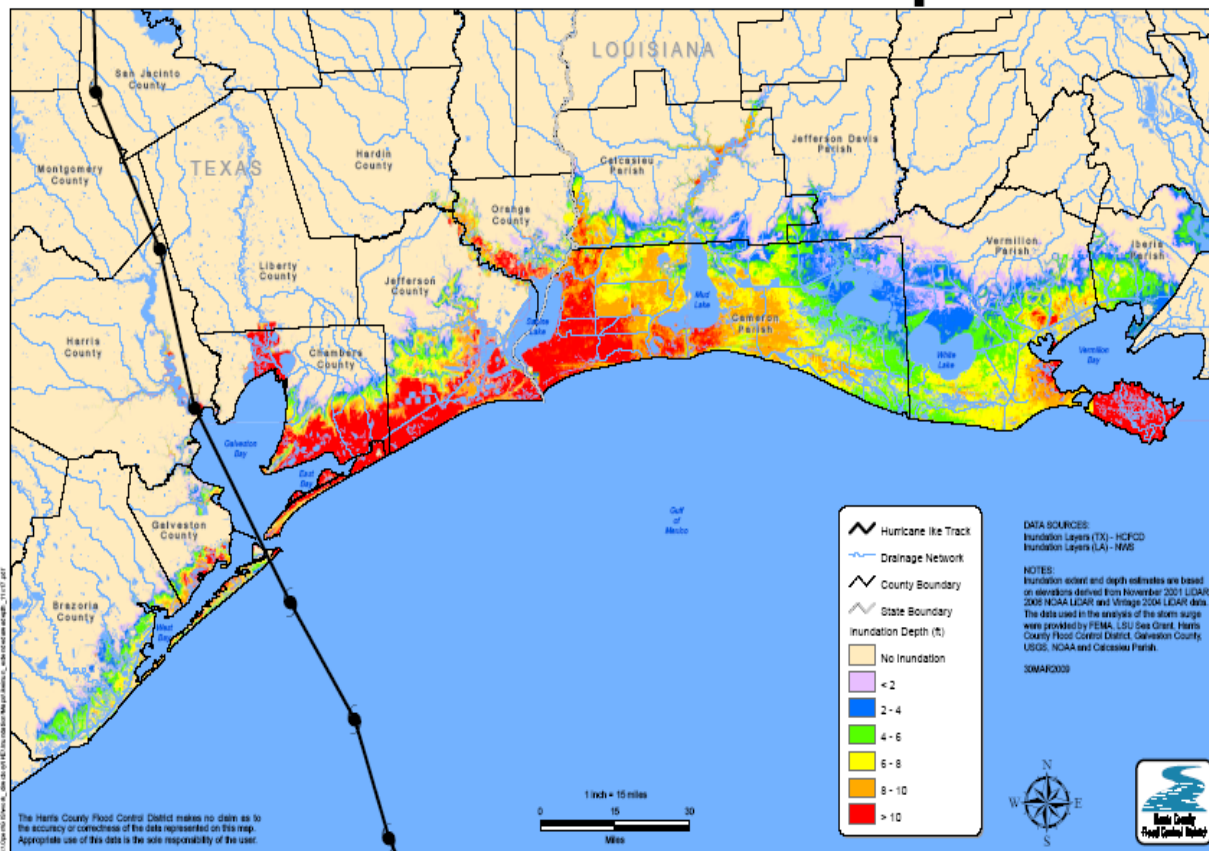 LOUISIANA
San Jacinto
County
Jefferson Davis
Parish
Hardin
County
Calcasieu
Parish
Montgomery
County
TEXAS
Orange
County
Vermilion
Parish
Iberia
Parish
Liberty
County
Jefferson
County
Mud
Lake
Cameron
Parish
Sabine
Lake
Harris
County
Chambers
County
White
Lake
Vermilion
Bay
Galveston
Bay
East
Bay
Gulf
of
Mexico
Galveston
County
Brazoria
County
West
Bay
Hurricane Ike Track
Drainage Network
County Boundary
State Boundary
Inundation Depth (ft)
No Inundation
< 2
2 - 4
4 - 6
6 - 8
8 - 10
> 10
DATA SOURCES:
Inundation Layers (TX) - HCFCD
Inundation Layers (LA) - NWS
NOTES:
Inundation extent and depth estimates are based
on elevations derived from November 2001 LiDAR,
2006 NOAA LiDAR and Vintage 2004 LiDAR data.
The data used in the analysis of the storm surge
were provided by FEMA, LSU Sea Grant, Harris
County Flood Control District, Galveston County,
USGS, NOAA and Calcasieu Parish.
30MAR2009
1 inch = 15 miles
0 15 30
Miles
N
W E
S
Harris County
Flood Control District
The Harris County Flood Control District makes no claim as to
the accuracy or correctness of the data represented on this map.
Appropriate use of this data is the sole responsibility of the user.